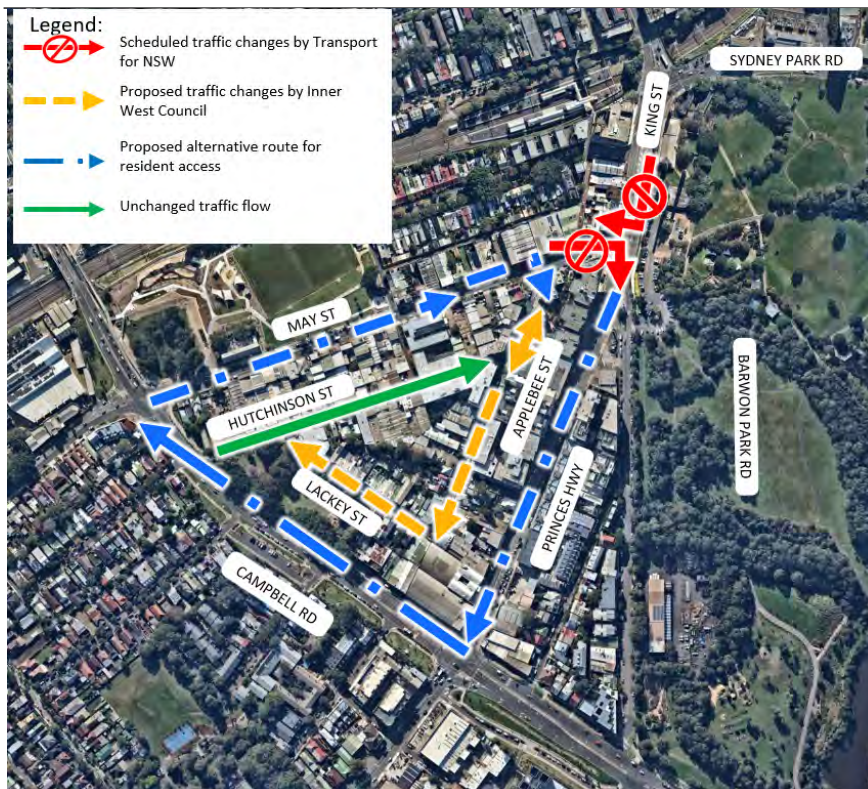 Legend:
Scheduled traffic changes by Transport
for NSW
Proposed traffic changes by Inner
West Council
Proposed alternative route for
resident access
Unchanged traffic flow
SYDNEY PARK RD
KING ST
MAY ST
HUTCHINSON ST
APPLEBEE ST
BARWON PARK RD
LACKEY ST
PRINCES HWY
CAMPBELL RD